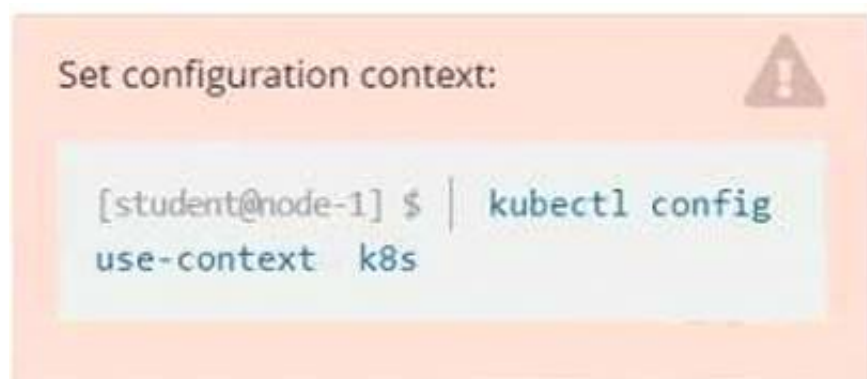 Set configuration context:
[student@node-1] $ | kubectl config
use-context k8s